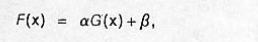 F(x) = αG(x) + β,